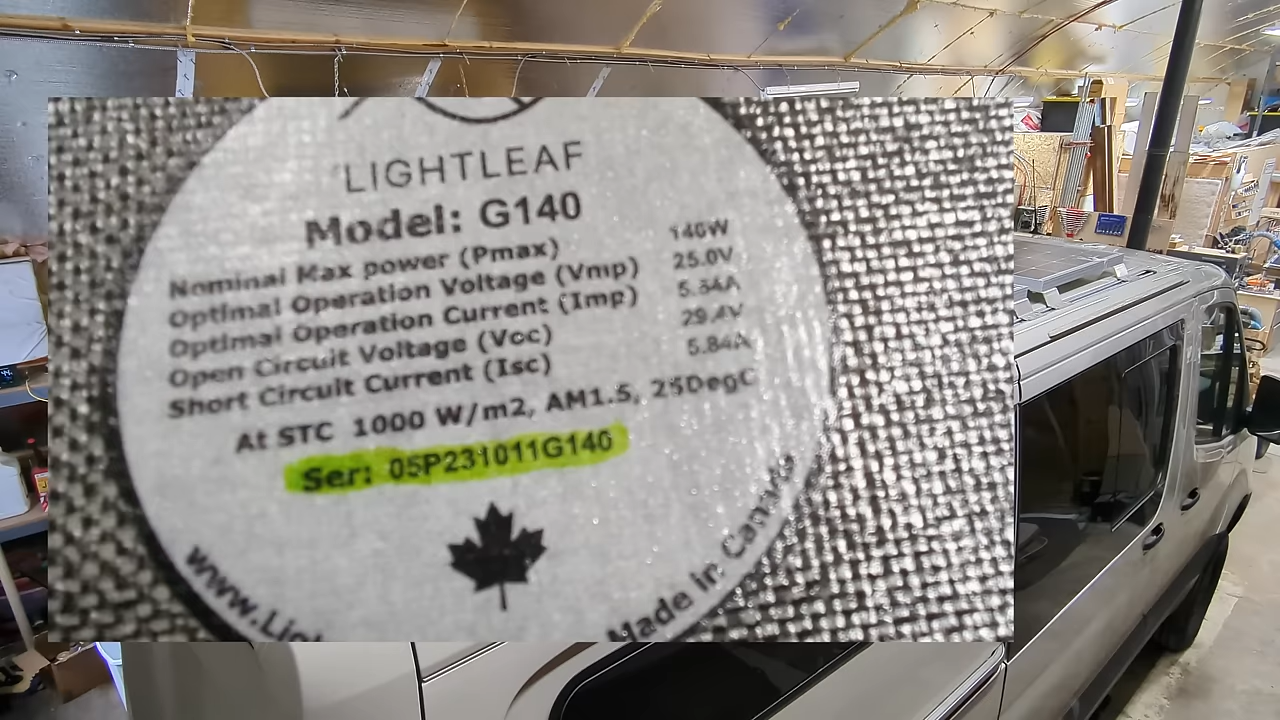 LIGHTLEAF
Model: G140
Nominal Max power (Pmax) 140W
Optimal Operation Voltage (Vmp) 25.0V
Optimal Operation Current (Imp) 5.34A
Open Circuit Voltage (Voc) 29.4V
Short Circuit Current (Isc) 5.84A
At STC 1000 W/m2, AM1.5, 25DegC
Ser: 05P231011G140
Made in Canada